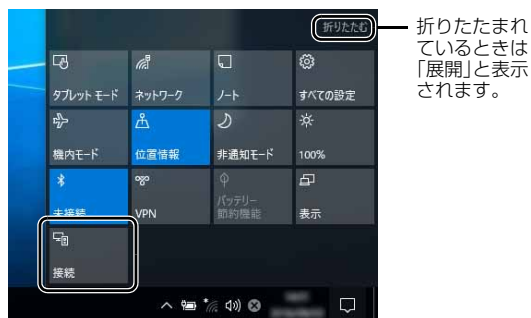 折りたたむ
折りたたまれ
ているときは
「展開」と表示
されます。
タブレット モード
ネットワーク
ノート
すべての設定
機内モード
位置情報
非通知モード
100%
未接続
VPN
バッテリー
節約機能
表示
接続